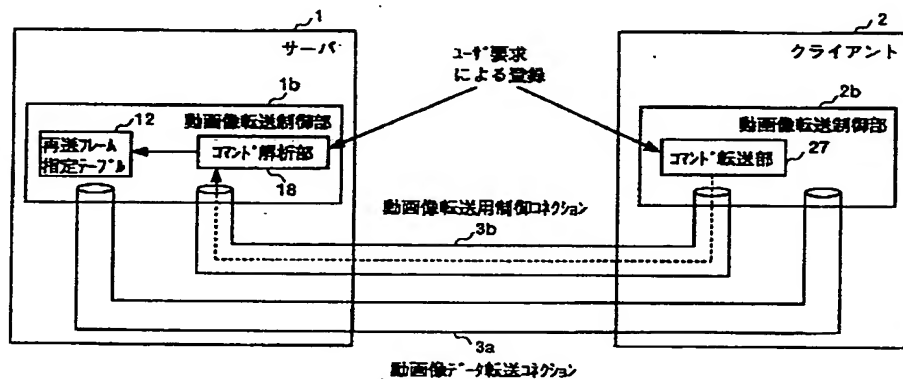 1
サーバ
2
クライアント
ﾕｰｻﾞ要求
による登録
1b
動画像転送制御部
12
再送フレーム
指定ﾃｰﾌﾞﾙ
ｺﾏﾝﾄﾞ解析部
18
2b
動画像転送制御部
ｺﾏﾝﾄﾞ転送部
27
動画像転送用制御ｺﾈｸｼｮﾝ
3b
3a
動画像ﾃﾞｰﾀ転送ｺﾈｸｼｮﾝ